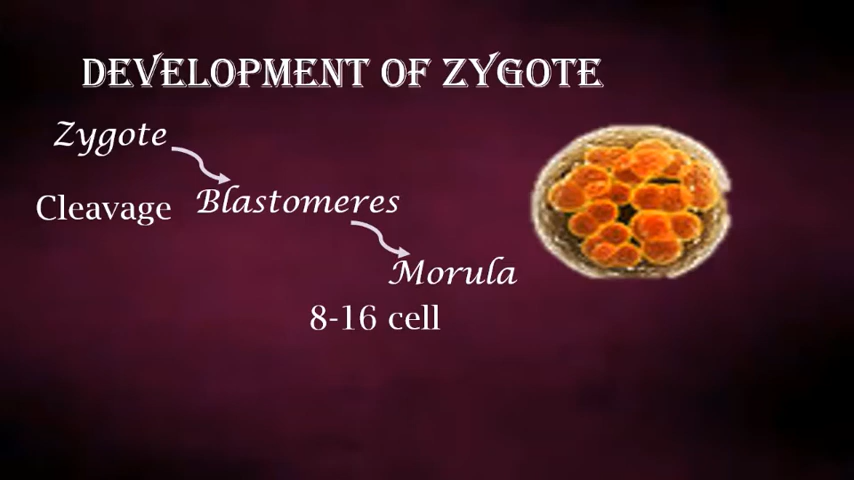 DEVELOPMENT OF ZYGOTE
Zygote
Cleavage Blastomeres
Morula
8-16 cell